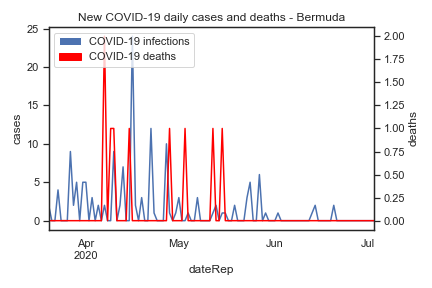 New COVID-19 daily cases and deaths - Bermuda
COVID-19 infections
COVID-19 deaths
cases
25
20
15
10
5
0
deaths
2.00
1.75
1.50
1.25
1.00
0.75
0.50
0.25
0.00
Apr
2020
May
Jun
Jul
dateRep